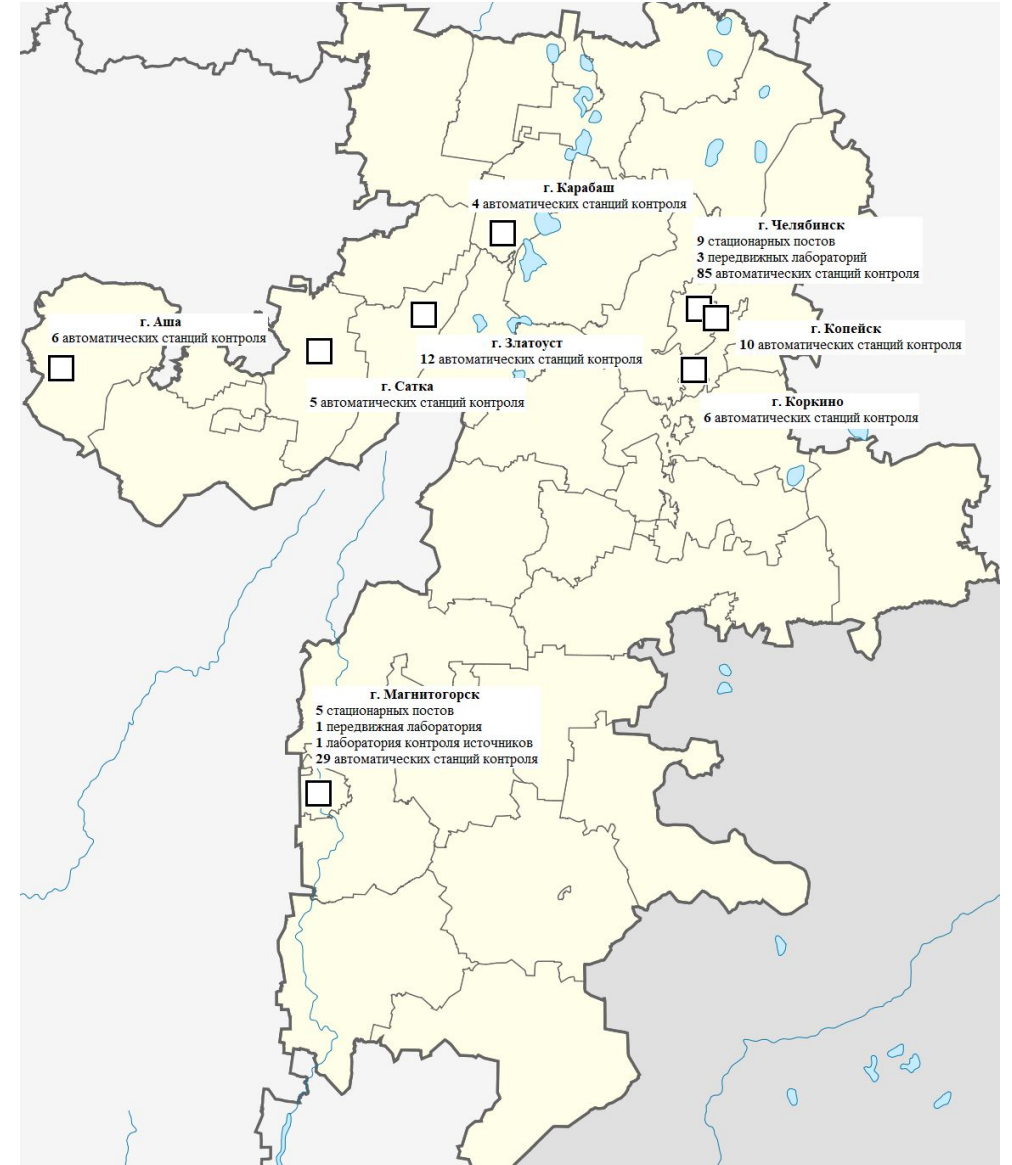 г. Карабаш
4 автоматических станций контроля
г. Челябинск
9 стационарных постов
3 передвижных лабораторий
85 автоматических станций контроля
г. Аша
6 автоматических станций контроля
г. Златоуст
12 автоматических станций контроля
г. Копейск
10 автоматических станций контроля
г. Сатка
5 автоматических станций контроля
г. Коркино
6 автоматических станций контроля
г. Магнитогорск
5 стационарных постов
1 передвижная лаборатория
1 лаборатория контроля источников
29 автоматических станций контроля